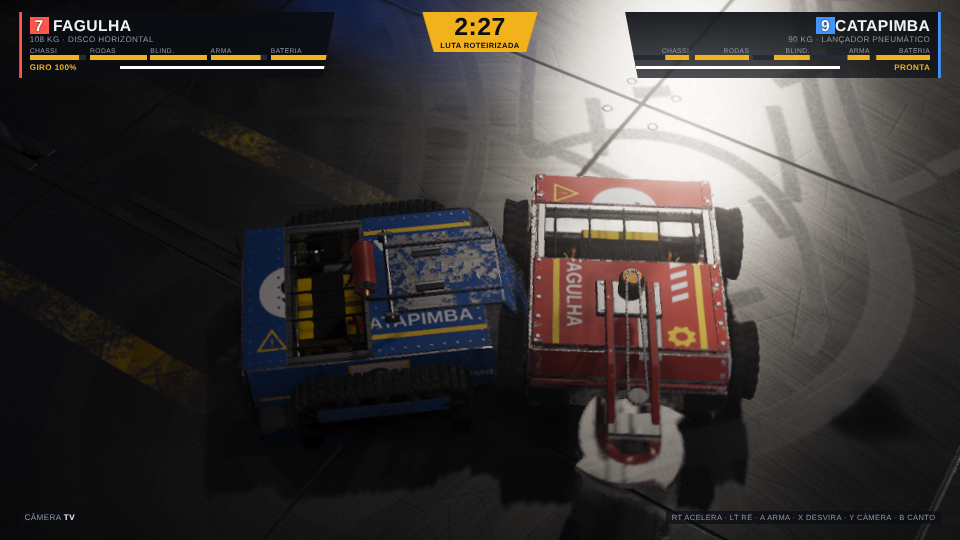 7 FAGULHA
108 KG · DISCO HORIZONTAL
CHASSI RODAS BLIND. ARMA BATERIA
GIRO 100%
2:27
LUTA ROTEIRIZADA
9 CATAPIMBA
90 KG · LANÇADOR PNEUMÁTICO
CHASSI RODAS BLIND. ARMA BATERIA
PRONTA
ATAPIMBA
FAGULHA
CÂMERA TV
RT ACELERA · LT RÉ · A ARMA · X DESVIRA · Y CÂMERA · B CANTO